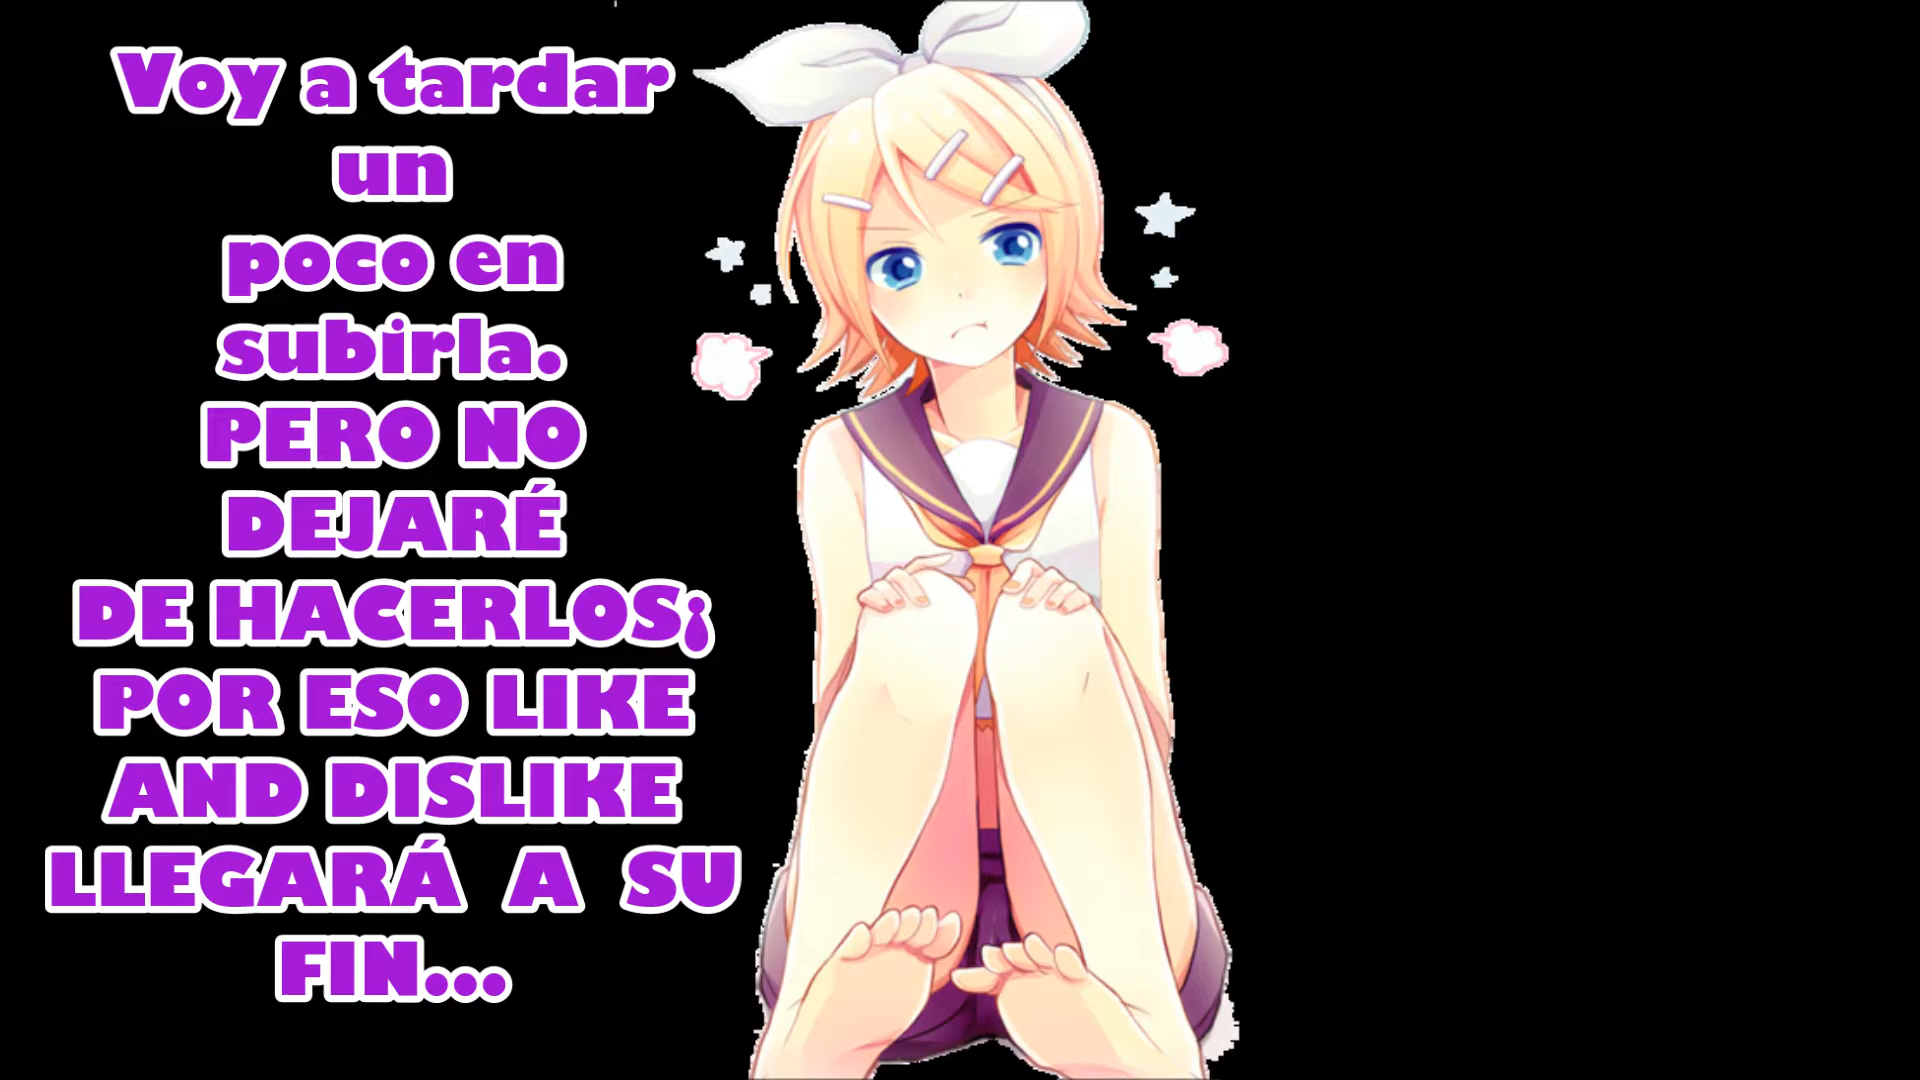 Voy a tardar
un
poco en
subirla.
PERO NO
DEJARÉ
DE HACERLOS¡
POR ESO LIKE
AND DISLIKE
LLEGARÁ A SU
FIN...